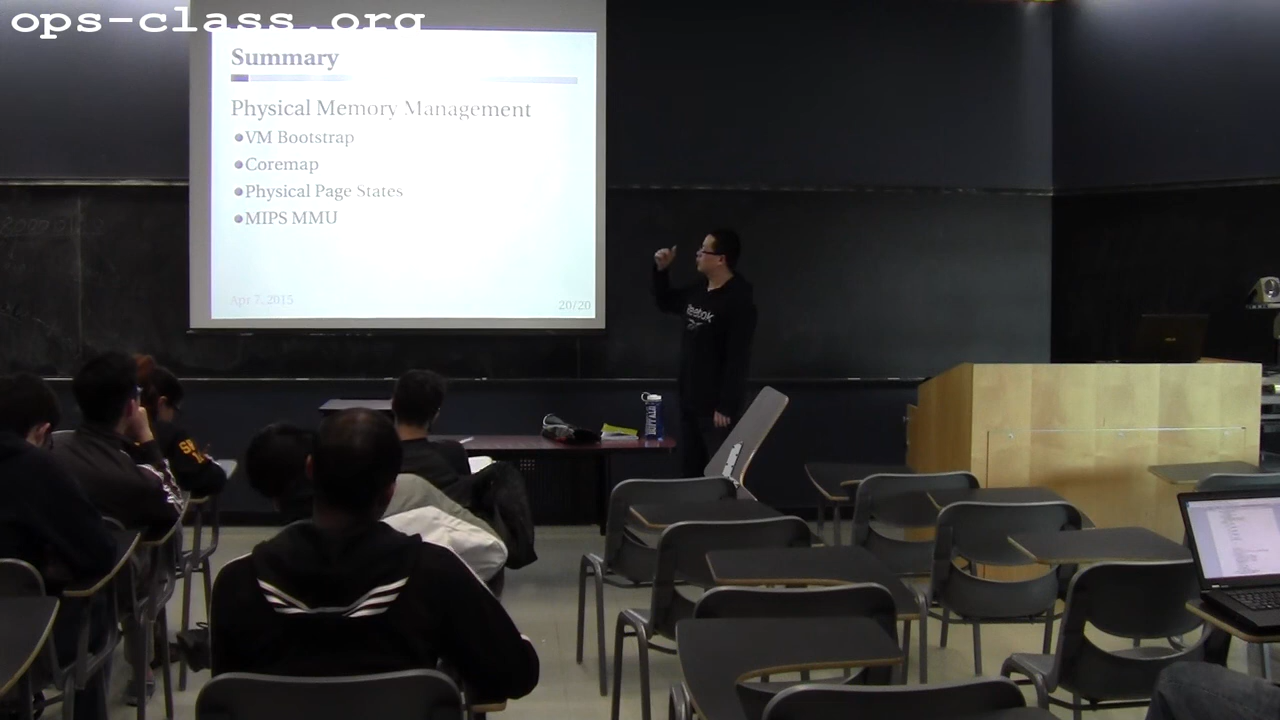 ops-class.org
Summary
Physical Memory Management
VM Bootstrap
Coremap
Physical Page States
MIPS MMU
Apr 7, 2015
20/20
Reebok